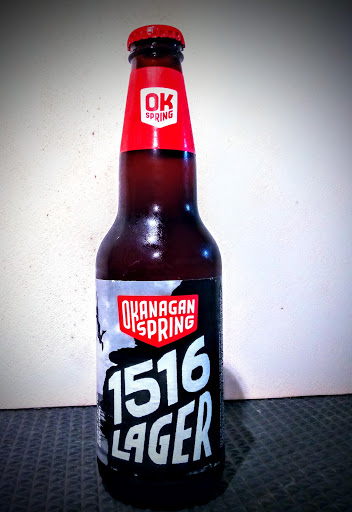 OK
SPRING
OKANAGAN
SPRING
1516
LAGER